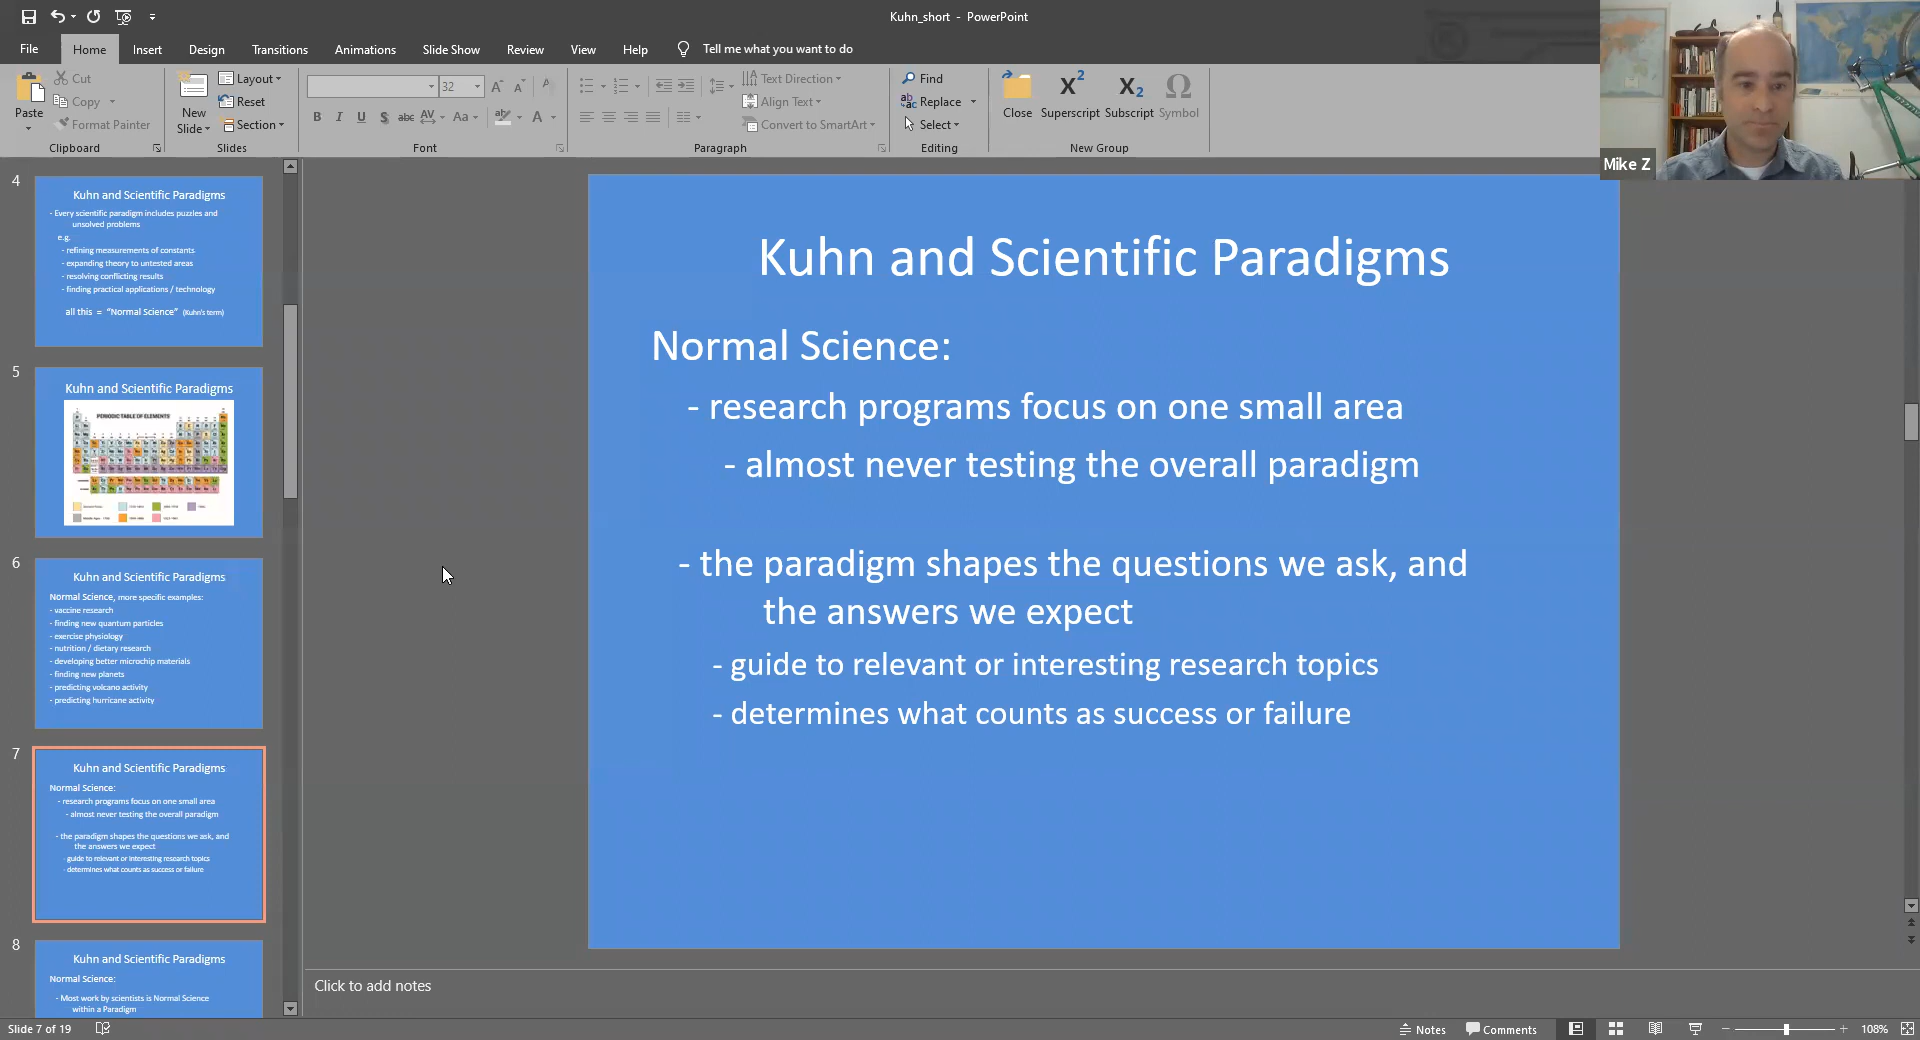 Kuhn_short - PowerPoint
File Home Insert Design Transitions Animations Slide Show Review View Help Tell me what you want to do
Paste
Cut
Copy
Format Painter
Clipboard
New Slide
Layout
Reset
Section
Slides
32
Font
Text Direction
Align Text
Convert to SmartArt
Paragraph
Find
Replace
Select
Editing
Close Superscript Subscript Symbol
New Group
Mike Z
4
Kuhn and Scientific Paradigms
- Every scientific paradigm includes puzzles and
unsolved problems
e.g.
- refining measurements of constants
- expanding theory to untested areas
- resolving conflicting results
- finding practical applications / technology
all this = "Normal Science" (Kuhn's term)
5
Kuhn and Scientific Paradigms
PERIODIC TABLE OF ELEMENTS
6
Kuhn and Scientific Paradigms
Normal Science, more specific examples:
- vaccine research
- finding new quantum particles
- exercise physiology
- nutrition / dietary research
- developing better microchip materials
- finding new planets
- predicting volcano activity
- predicting hurricane activity
7
Kuhn and Scientific Paradigms
Normal Science:
- research programs focus on one small area
- almost never testing the overall paradigm
- the paradigm shapes the questions we ask, and
the answers we expect
- guide to relevant or interesting research topics
- determines what counts as success or failure
8
Kuhn and Scientific Paradigms
Normal Science:
- Most work by scientists is Normal Science
within a Paradigm
Kuhn and Scientific Paradigms
Normal Science:
- research programs focus on one small area
- almost never testing the overall paradigm
- the paradigm shapes the questions we ask, and
the answers we expect
- guide to relevant or interesting research topics
- determines what counts as success or failure
Click to add notes
Slide 7 of 19
Notes Comments 108%